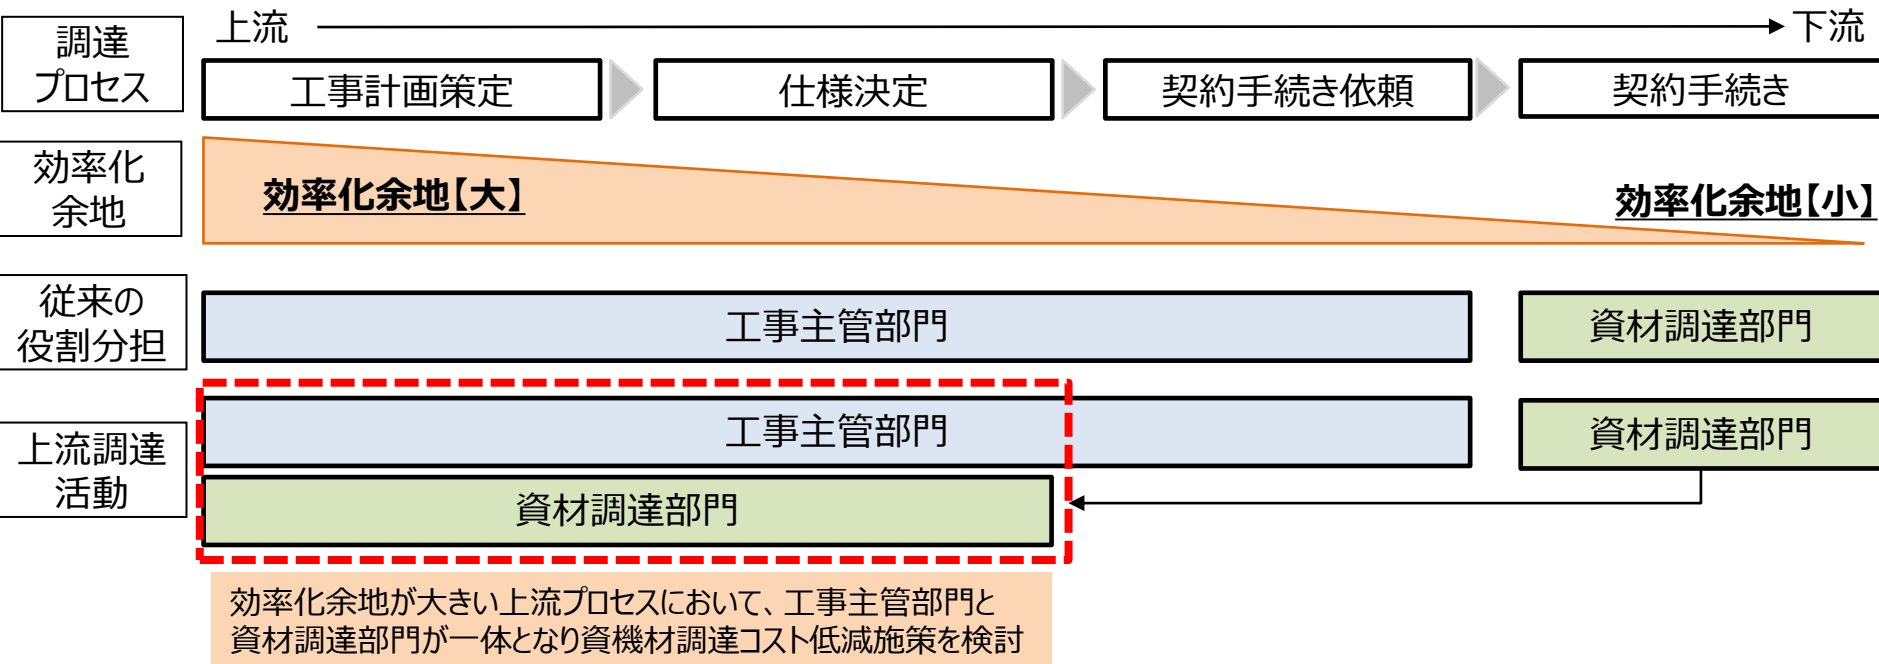 調達
プロセス
上流
下流
工事計画策定
仕様決定
契約手続き依頼
契約手続き
効率化
余地
効率化余地【大】
効率化余地【小】
従来の
役割分担
工事主管部門
資材調達部門
上流調達
活動
工事主管部門
資材調達部門
資材調達部門
効率化余地が大きい上流プロセスにおいて、工事主管部門と
資材調達部門が一体となり資機材調達コスト低減施策を検討